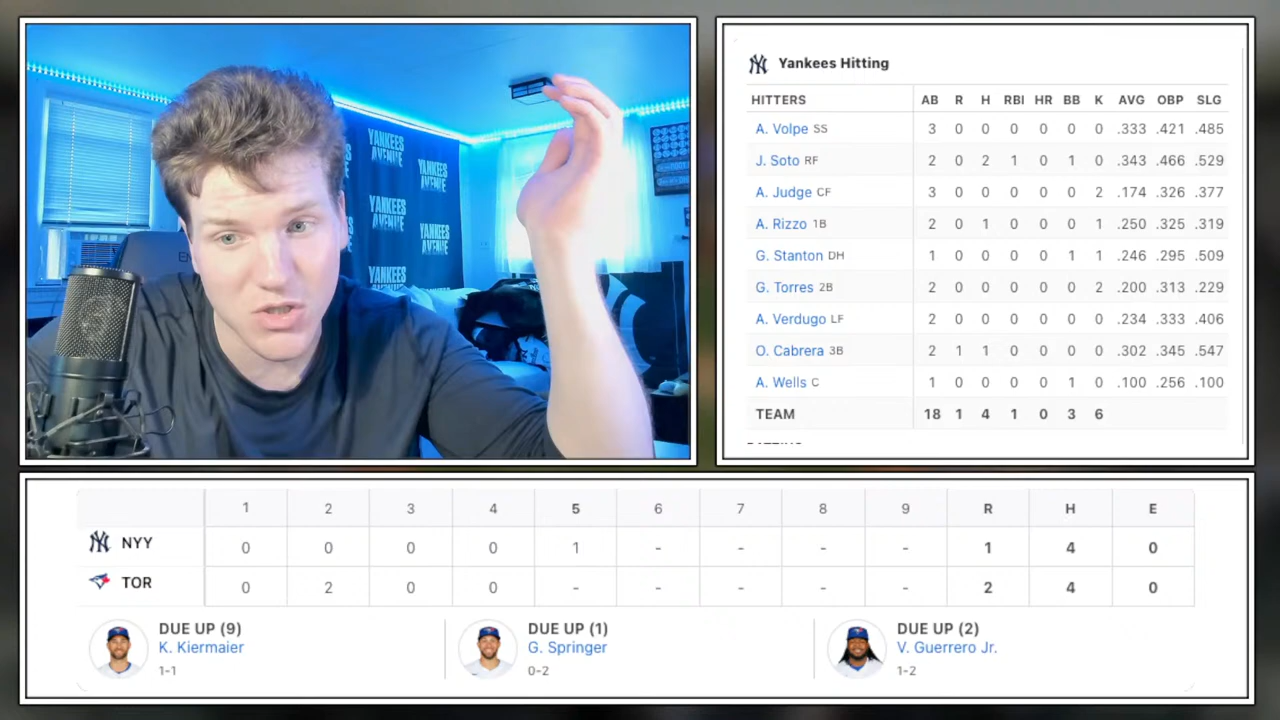 YANKEES
AVENUE
YANKEES
AVENUE
YANKEES
AVENUE
YANKEES
AVENUE
YANKEES
Yankees Hitting
HITTERS AB R H RBI HR BB K AVG OBP SLG
A. Volpe SS 3 0 0 0 0 0 0 .333 .421 .485
J. Soto RF 2 0 2 1 0 1 0 .343 .466 .529
A. Judge CF 3 0 0 0 0 0 2 .174 .326 .377
A. Rizzo 1B 2 0 1 0 0 0 1 .250 .325 .319
G. Stanton DH 1 0 0 0 0 1 1 .246 .295 .509
G. Torres 2B 2 0 0 0 0 0 2 .200 .313 .229
A. Verdugo LF 2 0 0 0 0 0 0 .234 .333 .406
O. Cabrera 3B 2 1 1 0 0 0 0 .302 .345 .547
A. Wells C 1 0 0 0 0 1 0 .100 .256 .100
TEAM 18 1 4 1 0 3 6
1 2 3 4 5 6 7 8 9 R H E
NYY 0 0 0 0 1 - - - - 1 4 0
TOR 0 2 0 0 - - - - - 2 4 0
DUE UP (9)
K. Kiermaier
1-1
DUE UP (1)
G. Springer
0-2
DUE UP (2)
V. Guerrero Jr.
1-2